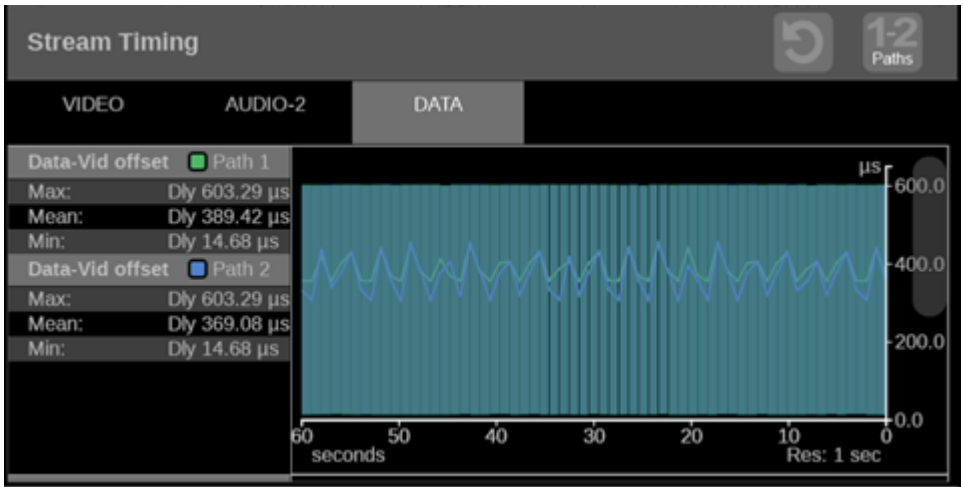 Stream Timing
1-2
Paths
VIDEO AUDIO-2 DATA
Data-Vid offset Path 1
Max: Dly 603.29 µs
Mean: Dly 389.42 µs
Min: Dly 14.68 µs
Data-Vid offset Path 2
Max: Dly 603.29 µs
Mean: Dly 369.08 µs
Min: Dly 14.68 µs
µs
600.0
400.0
200.0
0.0
60 50 40 30 20 10 0
seconds Res: 1 sec